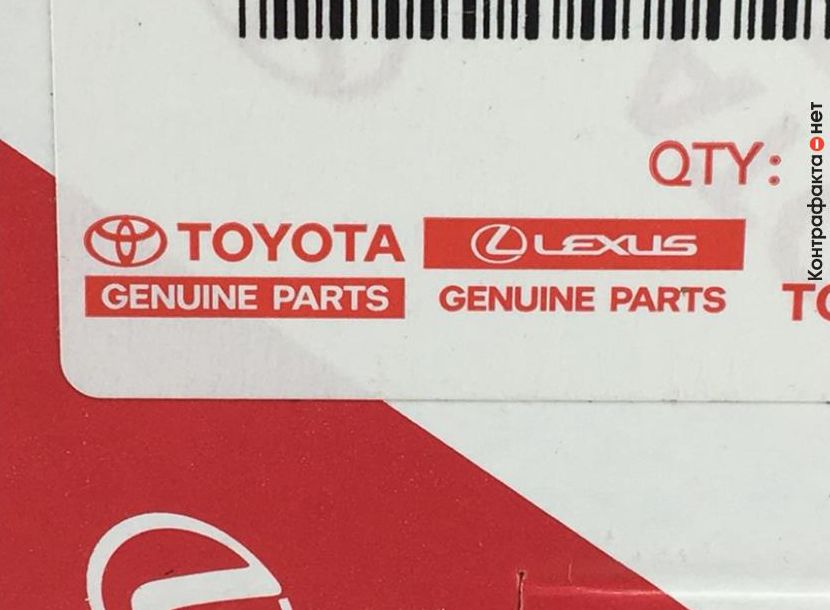 QTY:
TOYOTA
LEXUS
GENUINE PARTS
GENUINE PARTS
Контрафакта нет